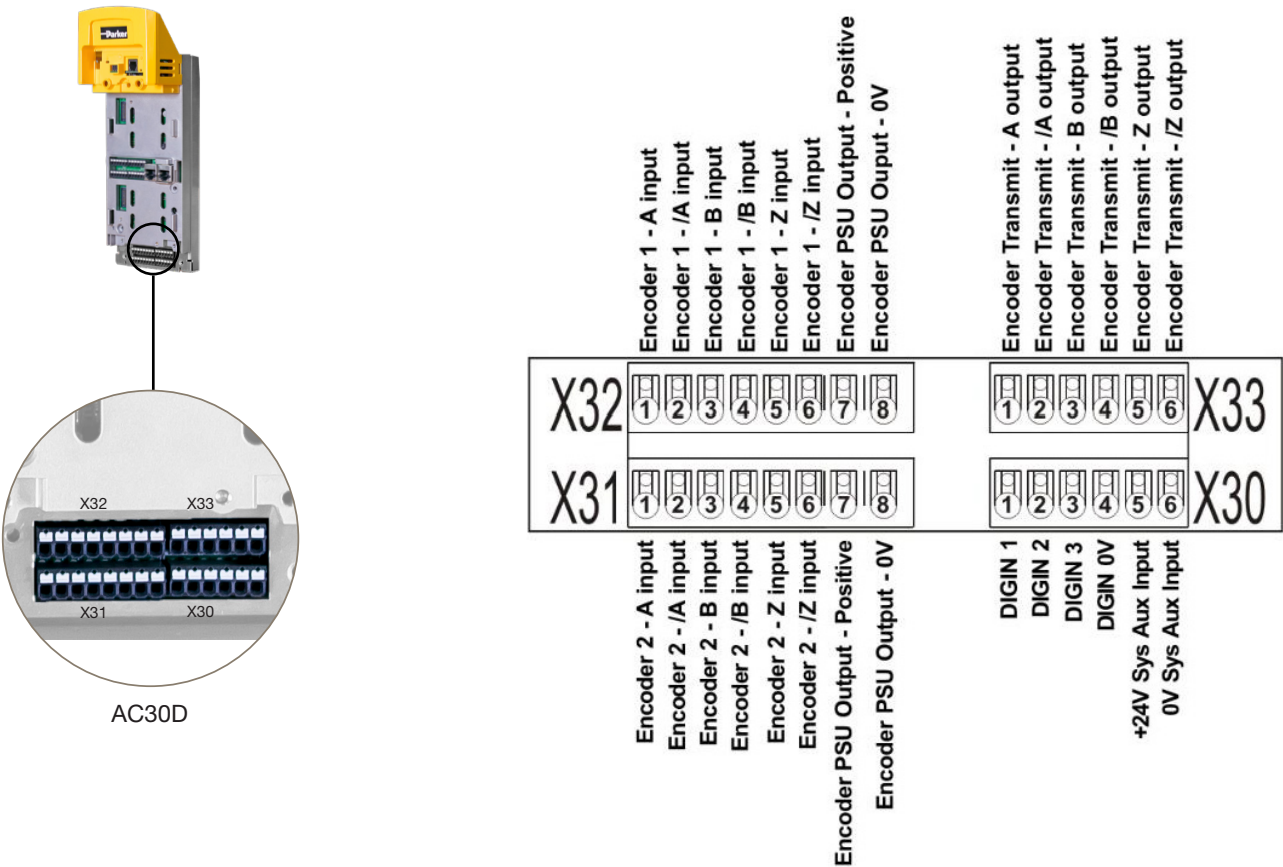 Parker
X32
X33
X31
X30
AC30D
Encoder 1 - A input
Encoder 1 - /A input
Encoder 1 - B input
Encoder 1 - /B input
Encoder 1 - Z input
Encoder 1 - /Z input
Encoder PSU Output - Positive
Encoder PSU Ouput - 0V
Encoder Transmit - A output
Encoder Transmit - /A output
Encoder Transmit - B output
Encoder Transmit - /B output
Encoder Transmit - Z output
Encoder Transmit - /Z output
X32 1 2 3 4 5 6 7 8
1 2 3 4 5 6 X33
X31 1 2 3 4 5 6 7 8
1 2 3 4 5 6 X30
Encoder 2 - A input
Encoder 2 - /A input
Encoder 2 - B input
Encoder 2 - /B input
Encoder 2 - Z input
Encoder 2 - /Z input
Encoder PSU Output - Positive
Encoder PSU Output - 0V
DIGIN 1
DIGIN 2
DIGIN 3
DIGIN 0V
+24V Sys Aux Input
0V Sys Aux Input